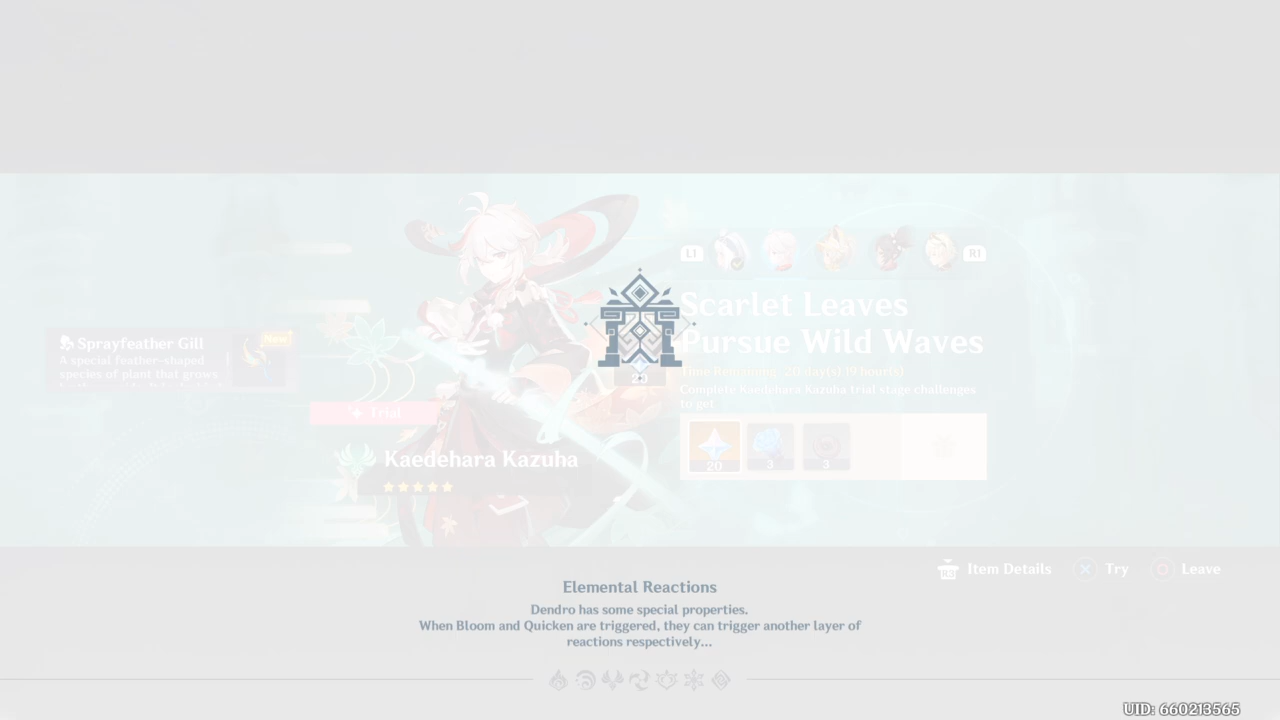 L1
R1
Scarlet Leaves
Pursue Wild Waves
Time Remaining: 20 day(s) 19 hour(s)
Complete Kaedehara Kazuha trial stage challenges
to get
Sprayfeather Gill
New
A special feather-shaped
species of plant that grows
20
Trial
Kaedehara Kazuha
20
3
3
Item Details
Try
Leave
Elemental Reactions
Dendro has some special properties.
When Bloom and Quicken are triggered, they can trigger another layer of
reactions respectively...
UID: 660213565